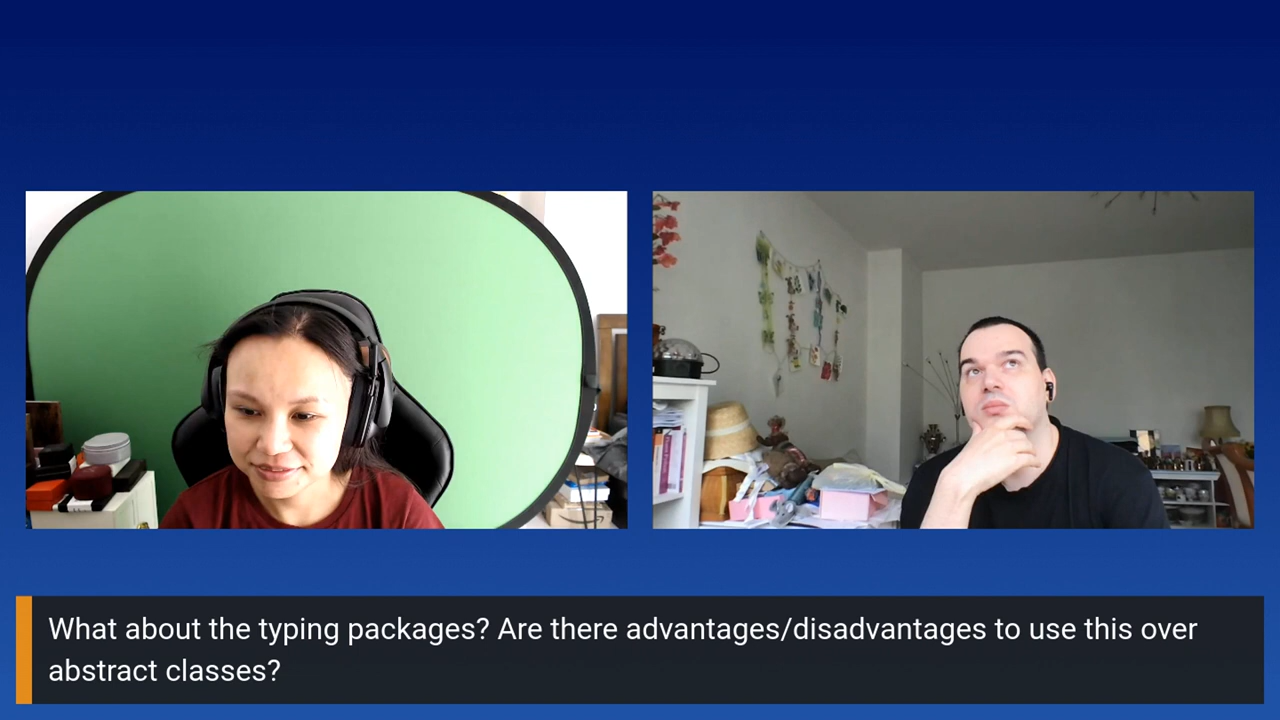 What about the typing packages? Are there advantages/disadvantages to use this over
abstract classes?